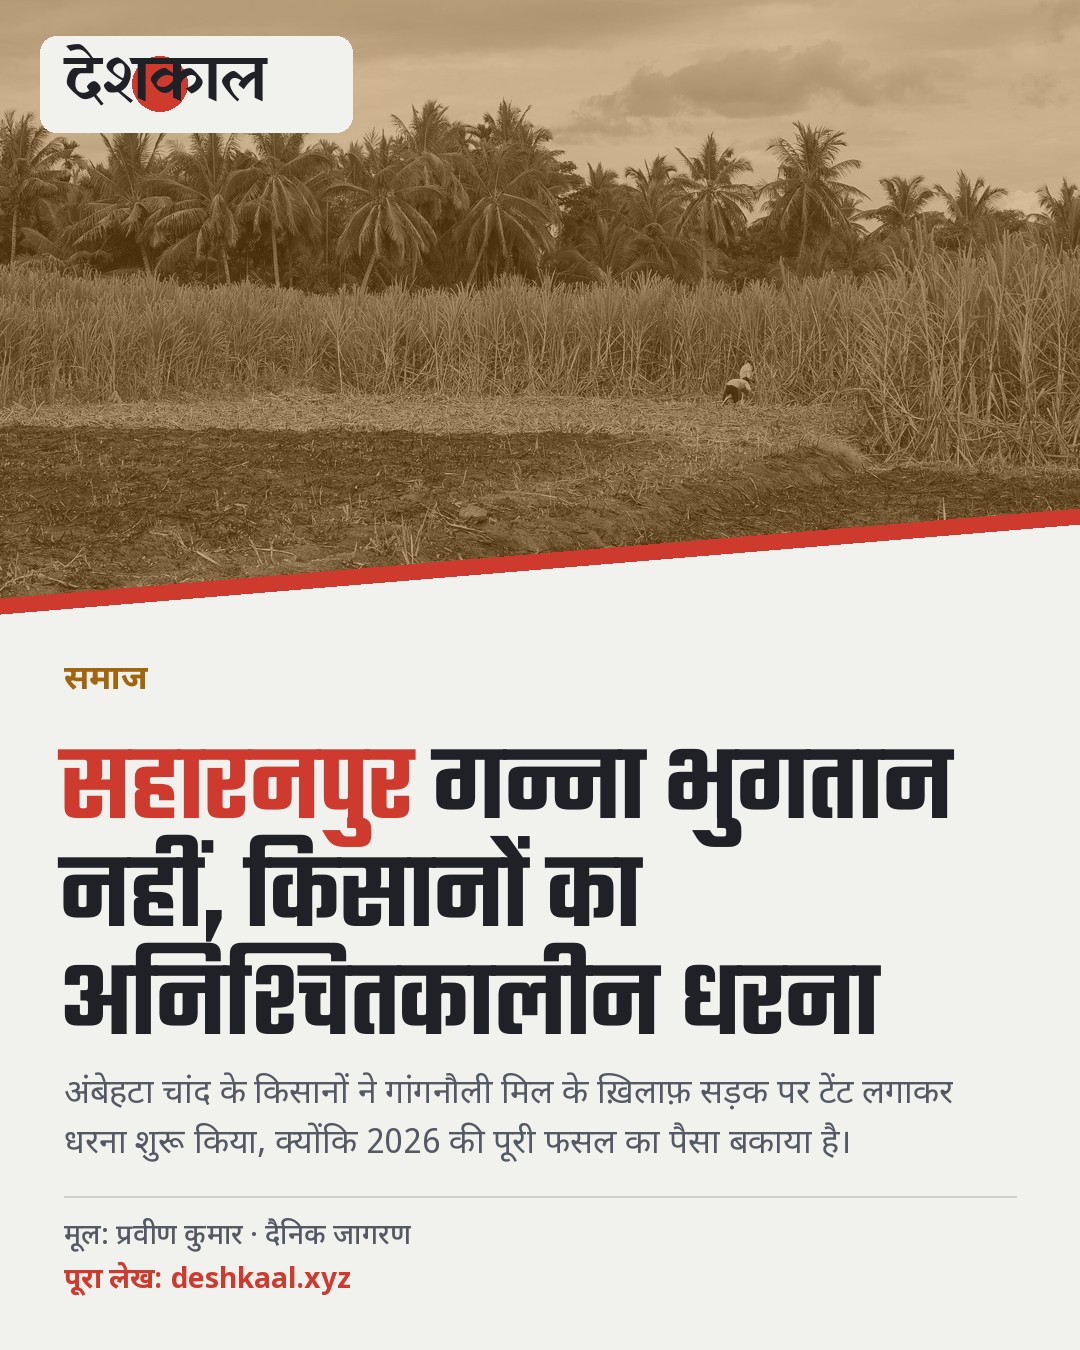 देशकाल
समाज
सहारनपुर गन्ना भुगतान
नहीं, किसानों का
अनिश्चितकालीन धरना
अंबेहटा चांद के किसानों ने गांगनौली मिल के ख़िलाफ़ सड़क पर टेंट लगाकर
धरना शुरू किया, क्योंकि 2026 की पूरी फसल का पैसा बकाया है।
मूल: प्रवीण कुमार · दैनिक जागरण
पूरा लेख: deshkaal.xyz